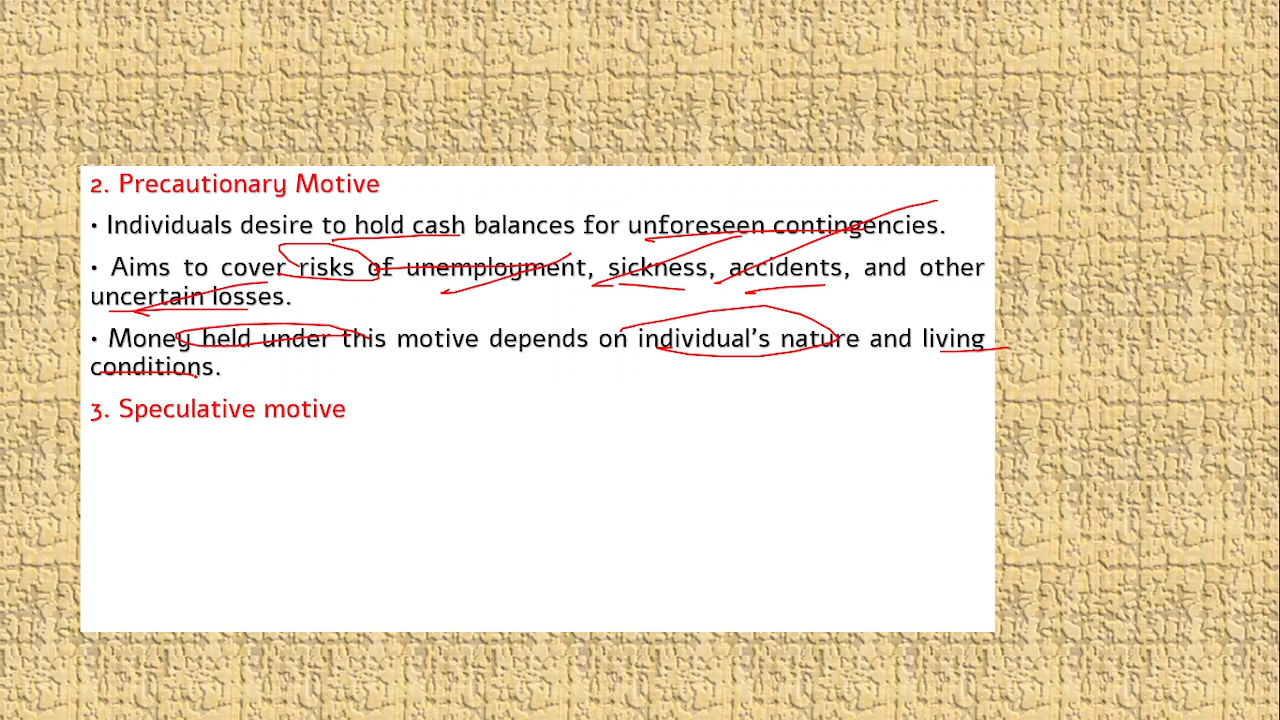 2. Precautionary Motive
• Individuals desire to hold cash balances for unforeseen contingencies.
• Aims to cover risks of unemployment, sickness, accidents, and other
uncertain losses.
• Money held under this motive depends on individual's nature and living
conditions.
3. Speculative motive